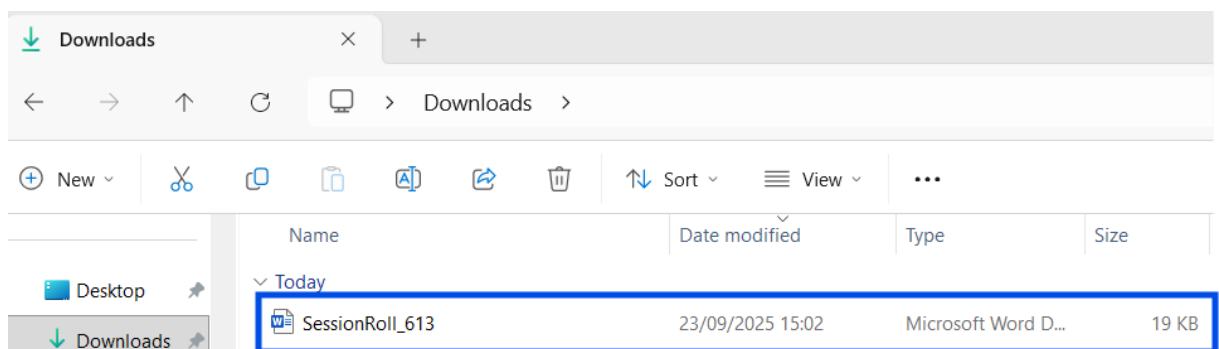 Downloads
Downloads
New
Sort
View
Name Date modified Type Size
Today
Desktop
SessionRoll_613 23/09/2025 15:02 Microsoft Word D... 19 KB
Downloads